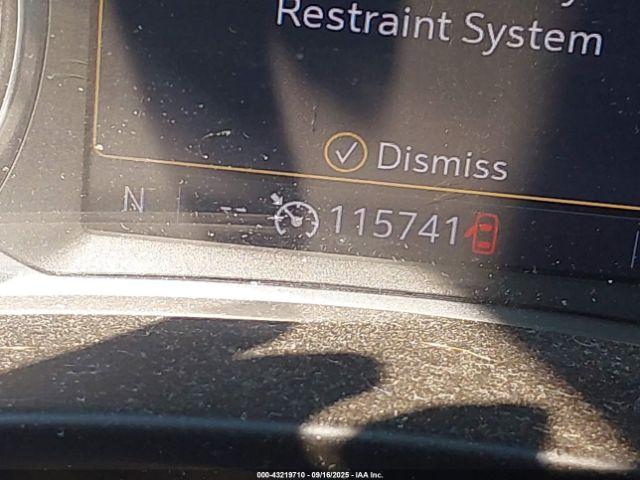 Restraint System
Dismiss
N -- 115741
000-43219710 - 09/16/2025 - IAA Inc.